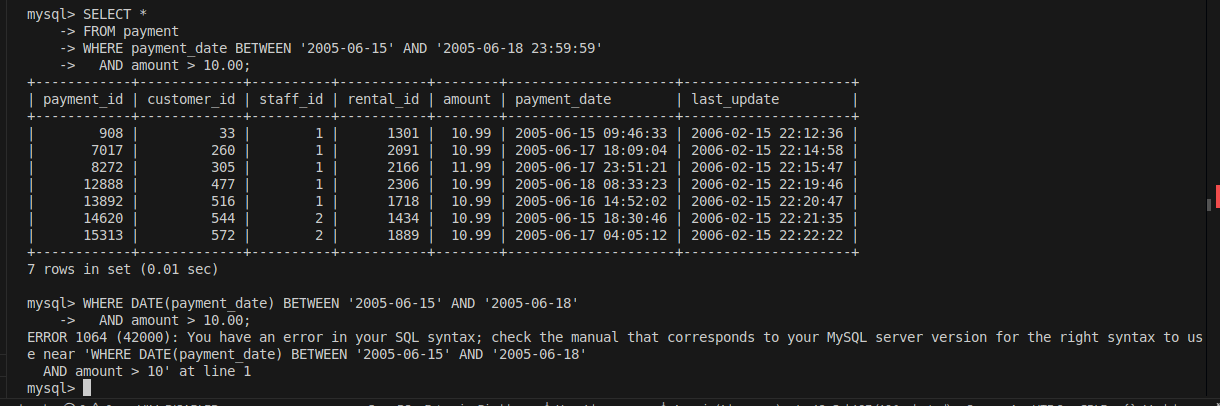 mysql> SELECT *
    -> FROM payment
    -> WHERE payment_date BETWEEN '2005-06-15' AND '2005-06-18 23:59:59'
    ->   AND amount > 10.00;
+------------+-------------+----------+-----------+--------+---------------------+---------------------+
| payment_id | customer_id | staff_id | rental_id | amount | payment_date        | last_update         |
+------------+-------------+----------+-----------+--------+---------------------+---------------------+
|        908 |          33 |        1 |      1301 |  10.99 | 2005-06-15 09:46:33 | 2006-02-15 22:12:36 |
|       7017 |         260 |        1 |      2091 |  10.99 | 2005-06-17 18:09:04 | 2006-02-15 22:14:58 |
|       8272 |         305 |        1 |      2166 |  11.99 | 2005-06-17 23:51:21 | 2006-02-15 22:15:47 |
|      12888 |         477 |        1 |      2306 |  10.99 | 2005-06-18 08:33:23 | 2006-02-15 22:19:46 |
|      13892 |         516 |        1 |      1718 |  10.99 | 2005-06-16 14:52:02 | 2006-02-15 22:20:47 |
|      14620 |         544 |        2 |      1434 |  10.99 | 2005-06-15 18:30:46 | 2006-02-15 22:21:35 |
|      15313 |         572 |        2 |      1889 |  10.99 | 2005-06-17 04:05:12 | 2006-02-15 22:22:22 |
+------------+-------------+----------+-----------+--------+---------------------+---------------------+
7 rows in set (0.01 sec)

mysql> WHERE DATE(payment_date) BETWEEN '2005-06-15' AND '2005-06-18'
    ->   AND amount > 10.00;
ERROR 1064 (42000): You have an error in your SQL syntax; check the manual that corresponds to your MySQL server version for the right syntax to us
e near 'WHERE DATE(payment_date) BETWEEN '2005-06-15' AND '2005-06-18'
  AND amount > 10' at line 1
mysql>